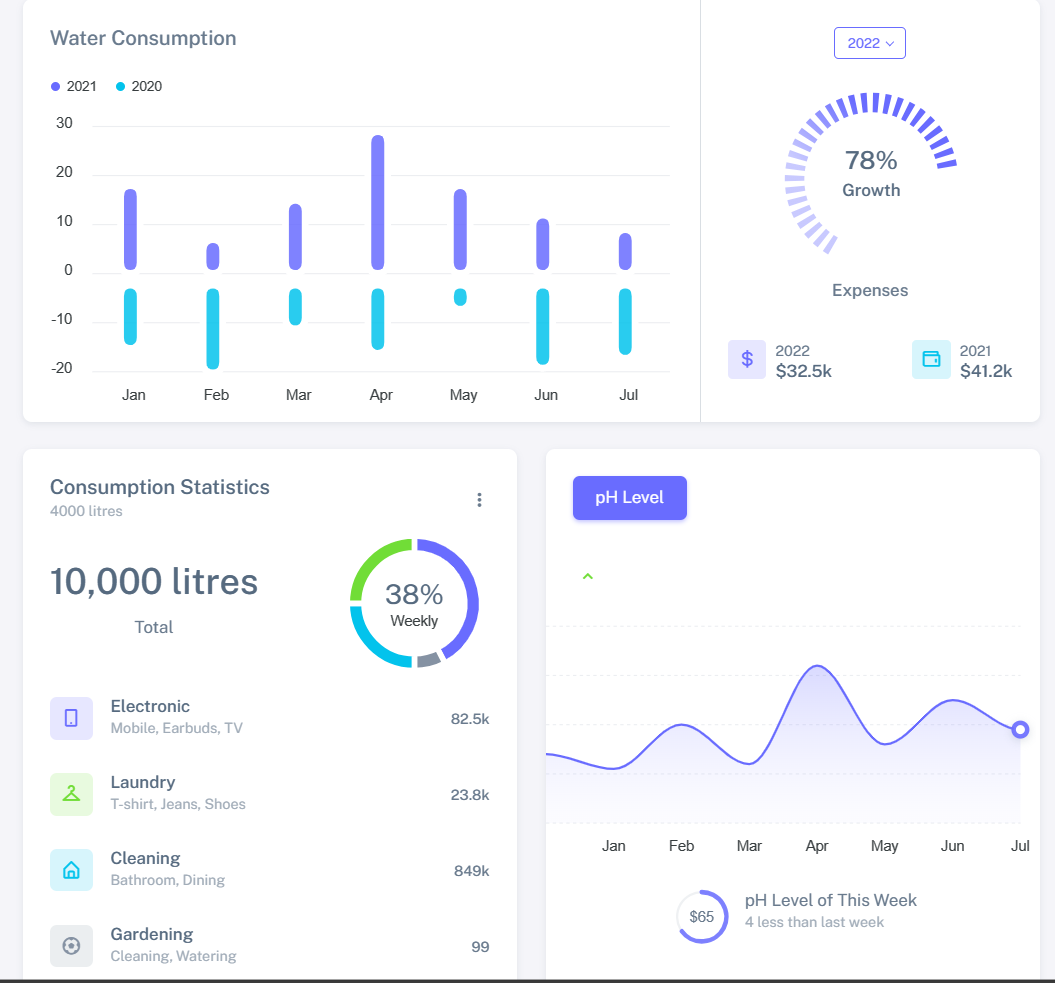 Water Consumption
2021 2020
30
20
10
0
-10
-20
Jan Feb Mar Apr May Jun Jul
2022
78%
Growth
Expenses
$ 2022
$32.5k
2021
$41.2k
Consumption Statistics
4000 litres
10,000 litres
Total
38%
Weekly
Electronic
Mobile, Earbuds, TV
82.5k
Laundry
T-shirt, Jeans, Shoes
23.8k
Cleaning
Bathroom, Dining
849k
Gardening
Cleaning, Watering
99
pH Level
Jan Feb Mar Apr May Jun Jul
$65
pH Level of This Week
4 less than last week